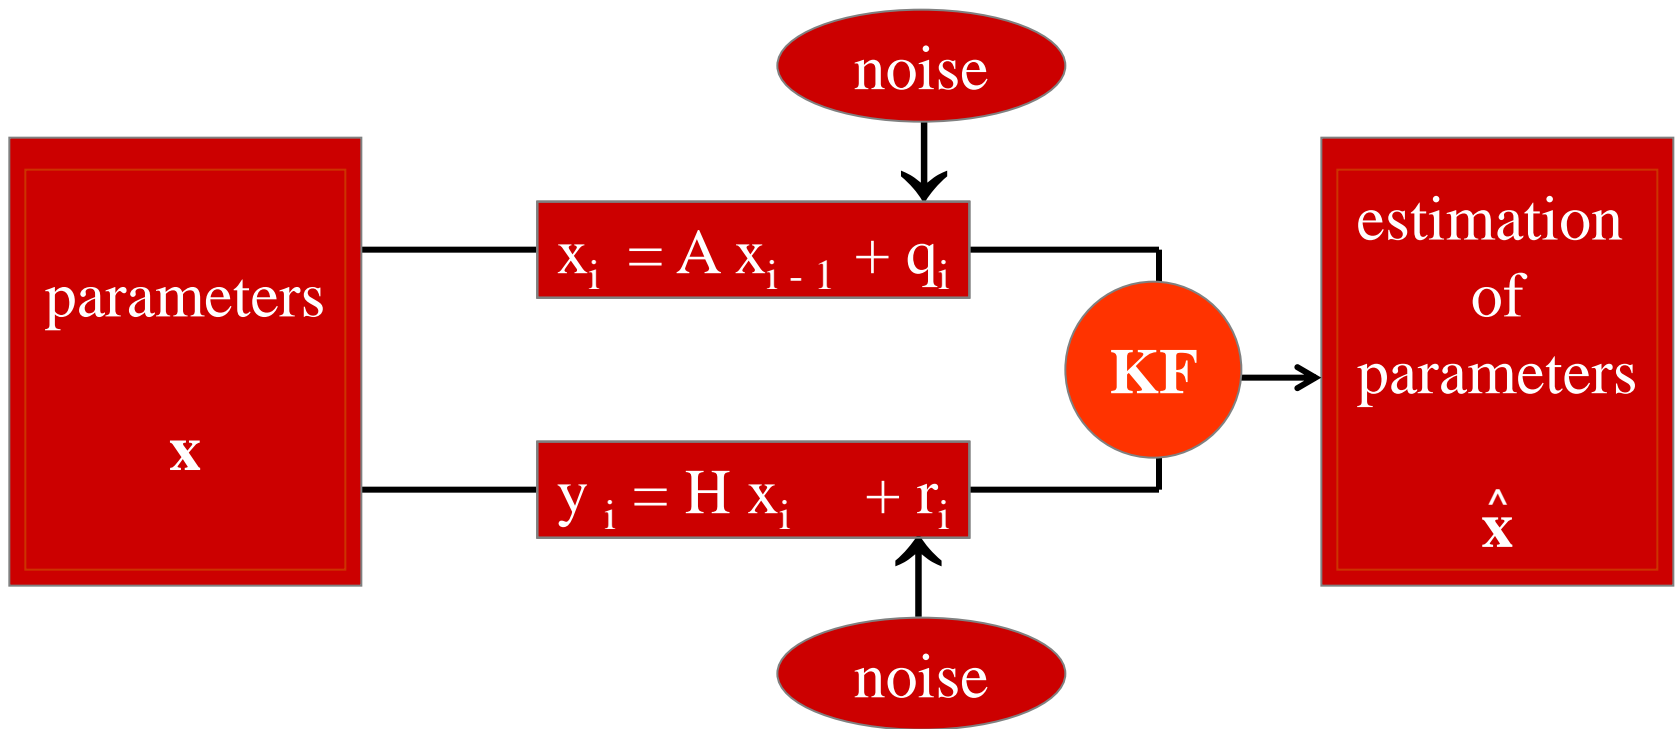 noise
parameters
x
xᵢ = A xᵢ ₋ ₁ + qᵢ
y ᵢ = H xᵢ + rᵢ
noise
KF
estimation
of
parameters
x̂